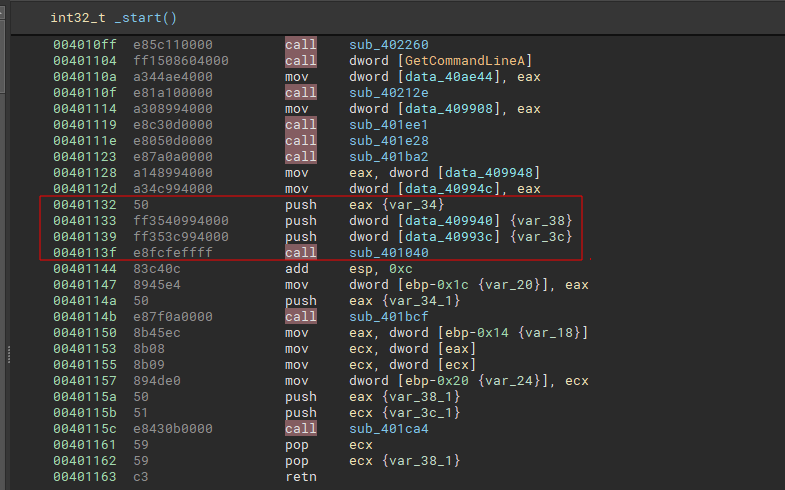 int32_t _start()
004010ff e85c110000 call sub_402260
00401104 ff1508604000 call dword [GetCommandLineA]
0040110a a344ae4000 mov dword [data_40ae44], eax
0040110f e81a100000 call sub_40212e
00401114 a308994000 mov dword [data_409908], eax
00401119 e8c30d0000 call sub_401ee1
0040111e e8050d0000 call sub_401e28
00401123 e87a0a0000 call sub_401ba2
00401128 a148994000 mov eax, dword [data_409948]
0040112d a34c994000 mov dword [data_40994c], eax
00401132 50 push eax {var_34}
00401133 ff3540994000 push dword [data_409940] {var_38}
00401139 ff353c994000 push dword [data_40993c] {var_3c}
0040113f e8fcfeffff call sub_401040
00401144 83c40c add esp, 0xc
00401147 8945e4 mov dword [ebp-0x1c {var_20}], eax
0040114a 50 push eax {var_34_1}
0040114b e87f0a0000 call sub_401bcf
00401150 8b45ec mov eax, dword [ebp-0x14 {var_18}]
00401153 8b08 mov ecx, dword [eax]
00401155 8b09 mov ecx, dword [ecx]
00401157 894de0 mov dword [ebp-0x20 {var_24}], ecx
0040115a 50 push eax {var_38_1}
0040115b 51 push ecx {var_3c_1}
0040115c e8430b0000 call sub_401ca4
00401161 59 pop ecx
00401162 59 pop ecx {var_38_1}
00401163 c3 retn